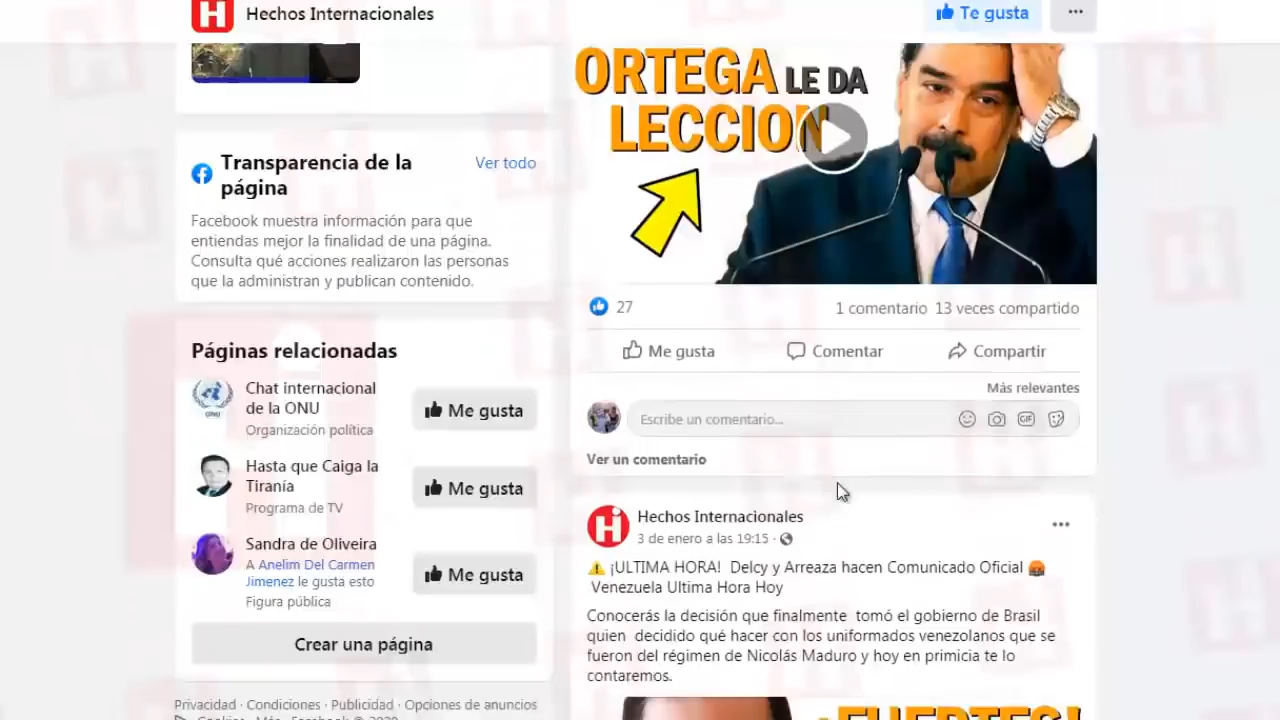 Hechos Internacionales
Te gusta
Transparencia de la
página
Ver todo
Facebook muestra información para que
entiendas mejor la finalidad de una página.
Consulta qué acciones realizaron las personas
que la administran y publican contenido.
Páginas relacionadas
Chat internacional
de la ONU
Organización política
Me gusta
Hasta que Caiga la
Tiranía
Programa de TV
Me gusta
Sandra de Oliveira
A Anelim Del Carmen
Jimenez le gusta esto
Figura pública
Me gusta
Crear una página
Privacidad · Condiciones · Publicidad · Opciones de anuncios
ORTEGA LE DA
LECCION
27
1 comentario 13 veces compartido
Me gusta Comentar Compartir
Más relevantes
Escribe un comentario...
GIF
Ver un comentario
Hechos Internacionales
3 de enero a las 19:15 ·
¡ULTIMA HORA! Delcy y Arreaza hacen Comunicado Oficial
Venezuela Ultima Hora Hoy
Conocerás la decisión que finalmente tomó el gobierno de Brasil
quien decidido qué hacer con los uniformados venezolanos que se
fueron del régimen de Nicolás Maduro y hoy en primicia te lo
contaremos.
¡FUERTES!